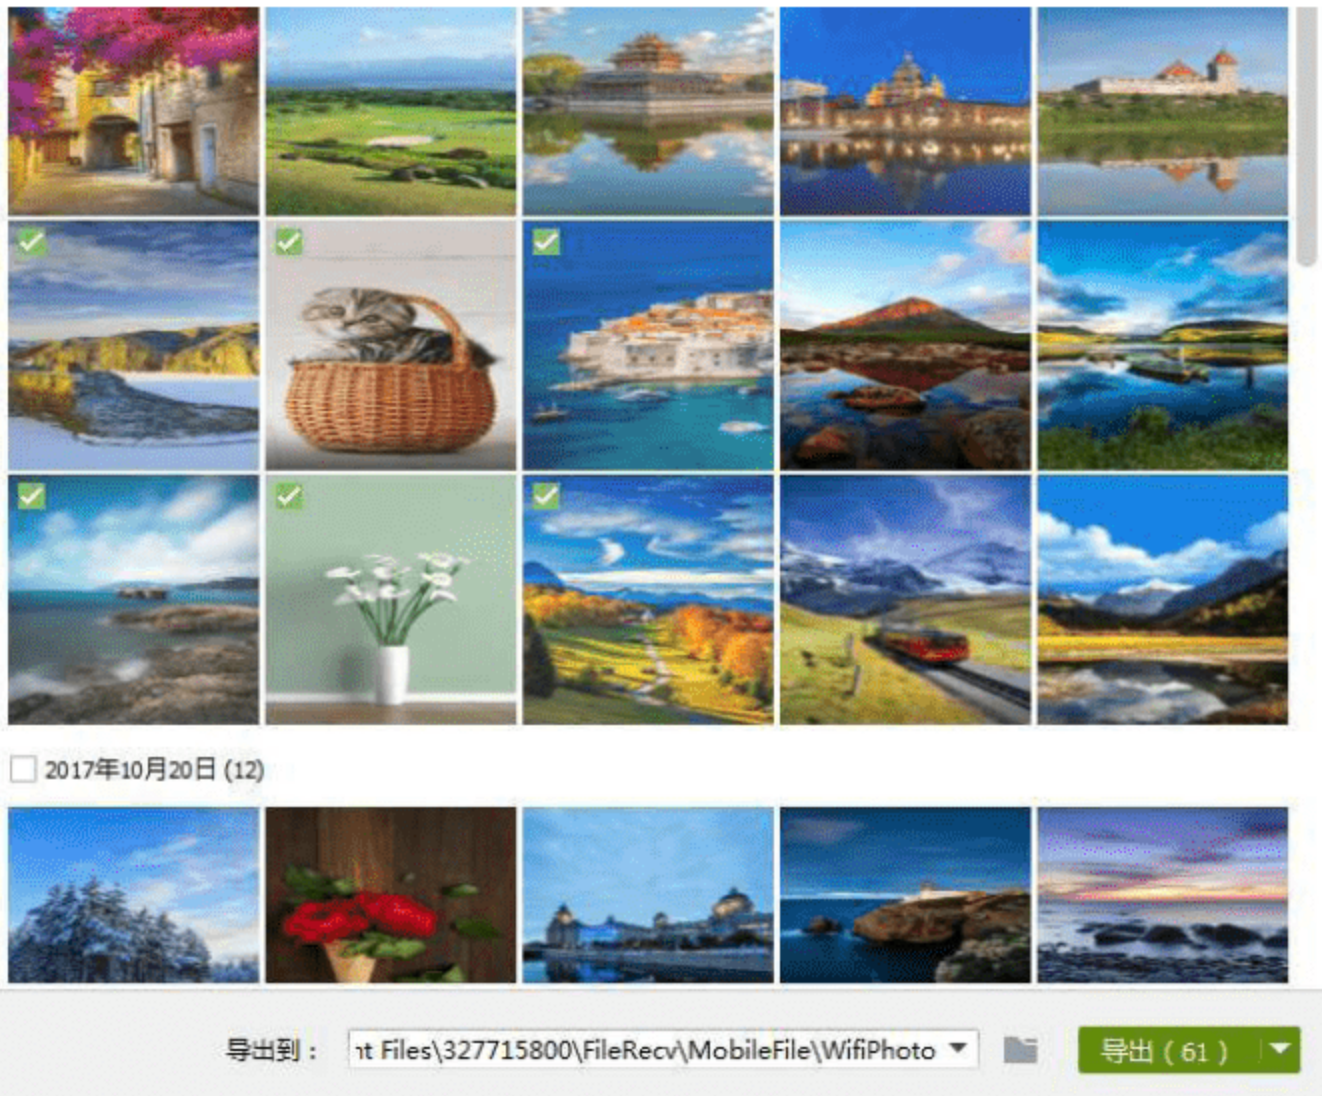 2017年10月20日 (12)
导出到：
nt Files\327715800\FileRecv\MobileFile\WifiPhoto
导出 ( 61 )